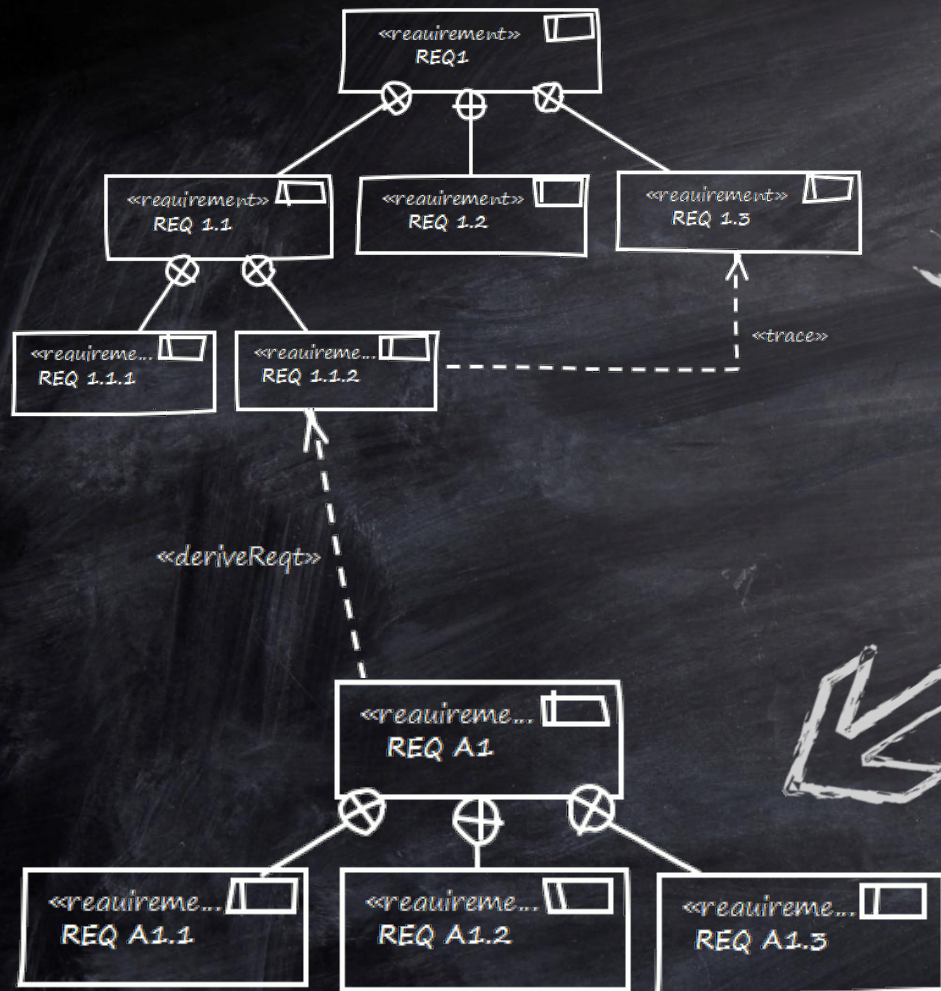 «requirement»
REQ1
«requirement»
REQ 1.1
«requirement»
REQ 1.2
«requirement»
REQ 1.3
«trace»
«requireme...
REQ 1.1.1
«requireme...
REQ 1.1.2
«deriveReqt»
«requireme...
REQ A1
«requireme...
REQ A1.1
«requireme...
REQ A1.2
«requireme...
REQ A1.3